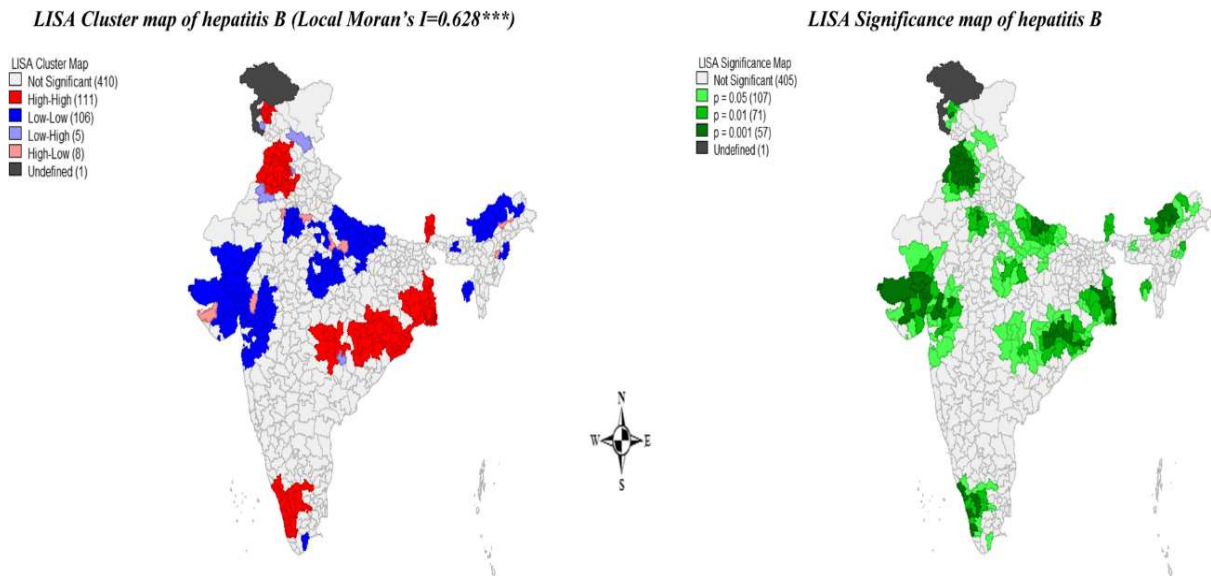 LISA Cluster map of hepatitis B (Local Moran's I=0.628***)
LISA Cluster Map
Not Significant (410)
High-High (111)
Low-Low (106)
Low-High (5)
High-Low (8)
Undefined (1)
N
W E
S
LISA Significance map of hepatitis B
LISA Significance Map
Not Significant (405)
p = 0.05 (107)
p = 0.01 (71)
p = 0.001 (57)
Undefined (1)